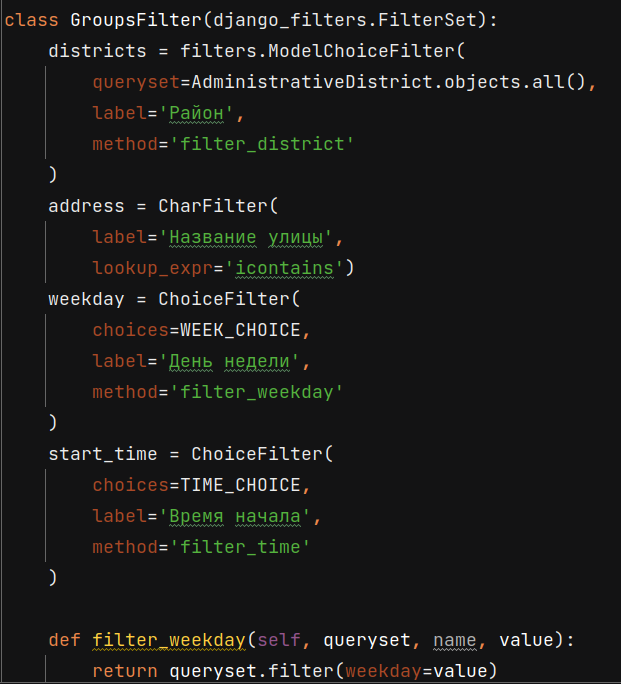 class GroupsFilter(django_filters.FilterSet):
    districts = filters.ModelChoiceFilter(
        queryset=AdministrativeDistrict.objects.all(),
        label='Район',
        method='filter_district'
    )
    address = CharFilter(
        label='Название улицы',
        lookup_expr='icontains')
    weekday = ChoiceFilter(
        choices=WEEK_CHOICE,
        label='День недели',
        method='filter_weekday'
    )
    start_time = ChoiceFilter(
        choices=TIME_CHOICE,
        label='Время начала',
        method='filter_time'
    )

    def filter_weekday(self, queryset, name, value):
        return queryset.filter(weekday=value)